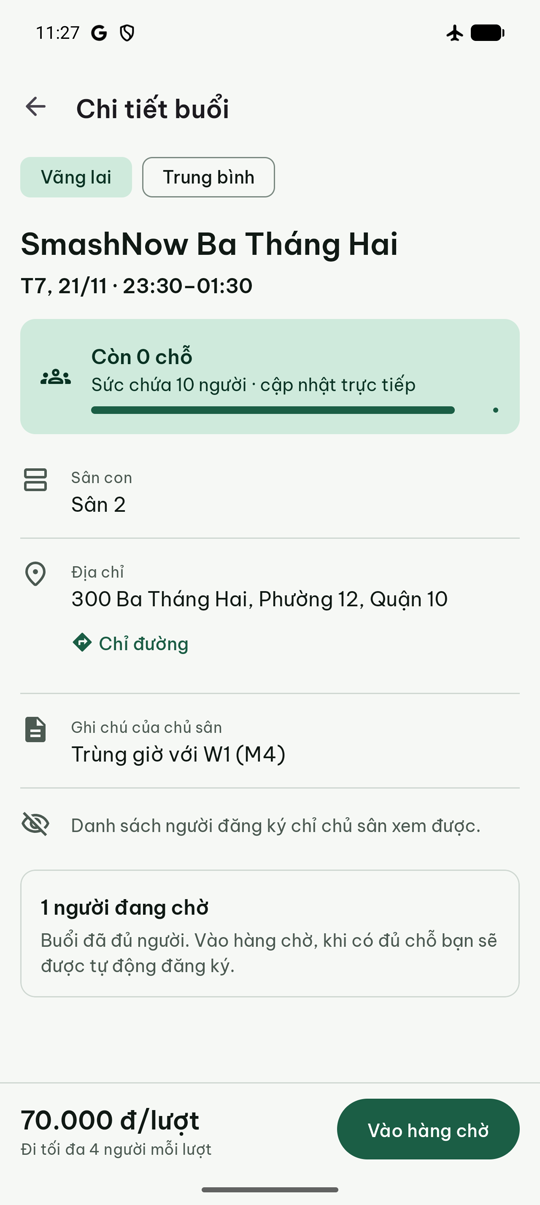 11:27
Chi tiết buổi
Vãng lai
Trung bình
SmashNow Ba Tháng Hai
T7, 21/11 · 23:30–01:30
Còn 0 chỗ
Sức chứa 10 người · cập nhật trực tiếp
Sân con
Sân 2
Địa chỉ
300 Ba Tháng Hai, Phường 12, Quận 10
Chỉ đường
Ghi chú của chủ sân
Trùng giờ với W1 (M4)
Danh sách người đăng ký chỉ chủ sân xem được.
1 người đang chờ
Buổi đã đủ người. Vào hàng chờ, khi có đủ chỗ bạn sẽ
được tự động đăng ký.
70.000 đ/lượt
Đi tối đa 4 người mỗi lượt
Vào hàng chờ